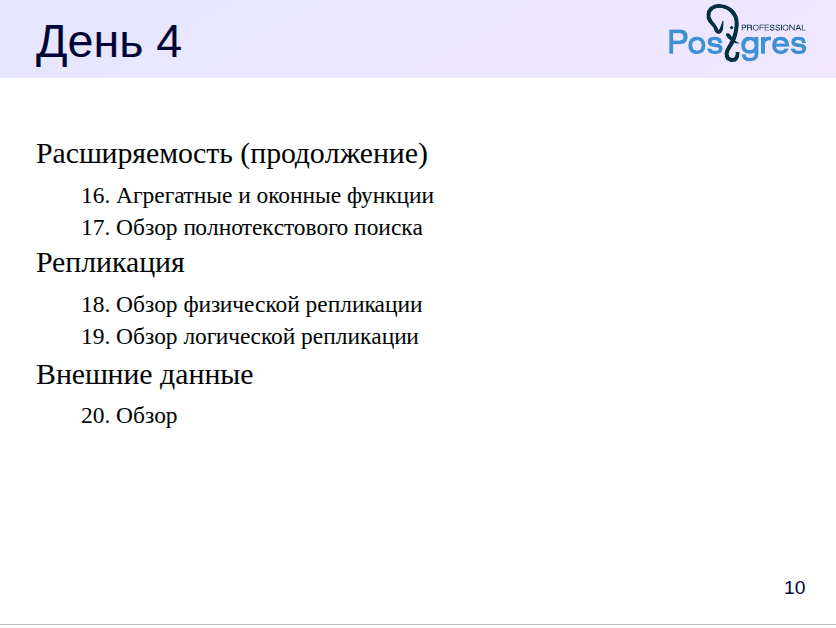 День 4
PROFESSIONAL
Postgres
Расширяемость (продолжение)
16. Агрегатные и оконные функции
17. Обзор полнотекстового поиска
Репликация
18. Обзор физической репликации
19. Обзор логической репликации
Внешние данные
20. Обзор
10